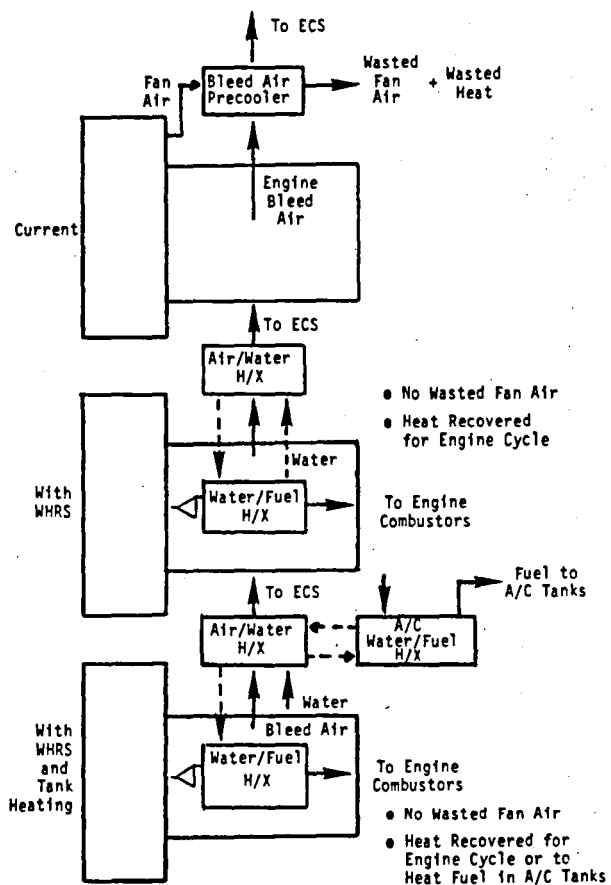 To ECS
Fan
Air
Bleed Air
Precooler
Wasted
Fan
Air
+ Wasted
Heat
Engine
Bleed
Air
Current
To ECS
Air/Water
H/X
• No Wasted Fan Air
• Heat Recovered
for Engine Cycle
Water
With
WHRS
Water/Fuel
H/X
To Engine
Combustors
To ECS
Fuel to
A/C Tanks
Air/Water
H/X
A/C
Water/Fuel
H/X
Water
Bleed Air
With
WHRS
and
Tank
Heating
Water/Fuel
H/X
To Engine
Combustors
• No Wasted Fan Air
• Heat Recovered for
Engine Cycle or to
Heat Fuel in A/C Tanks